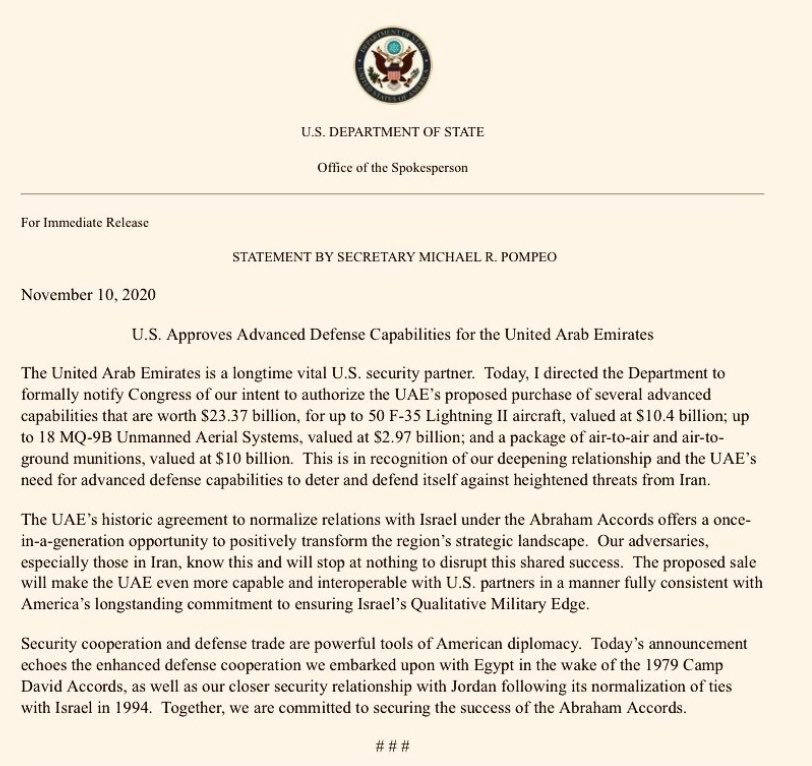 U.S. DEPARTMENT OF STATE
Office of the Spokesperson
For Immediate Release
STATEMENT BY SECRETARY MICHAEL R. POMPEO
November 10, 2020
U.S. Approves Advanced Defense Capabilities for the United Arab Emirates
The United Arab Emirates is a longtime vital U.S. security partner.  Today, I directed the Department to
formally notify Congress of our intent to authorize the UAE’s proposed purchase of several advanced
capabilities that are worth $23.37 billion, for up to 50 F-35 Lightning II aircraft, valued at $10.4 billion; up
to 18 MQ-9B Unmanned Aerial Systems, valued at $2.97 billion; and a package of air-to-air and air-to-
ground munitions, valued at $10 billion.  This is in recognition of our deepening relationship and the UAE’s
need for advanced defense capabilities to deter and defend itself against heightened threats from Iran.
The UAE’s historic agreement to normalize relations with Israel under the Abraham Accords offers a once-
in-a-generation opportunity to positively transform the region’s strategic landscape.  Our adversaries,
especially those in Iran, know this and will stop at nothing to disrupt this shared success.  The proposed sale
will make the UAE even more capable and interoperable with U.S. partners in a manner fully consistent with
America’s longstanding commitment to ensuring Israel’s Qualitative Military Edge.
Security cooperation and defense trade are powerful tools of American diplomacy.  Today’s announcement
echoes the enhanced defense cooperation we embarked upon with Egypt in the wake of the 1979 Camp
David Accords, as well as our closer security relationship with Jordan following its normalization of ties
with Israel in 1994.  Together, we are committed to securing the success of the Abraham Accords.
# # #